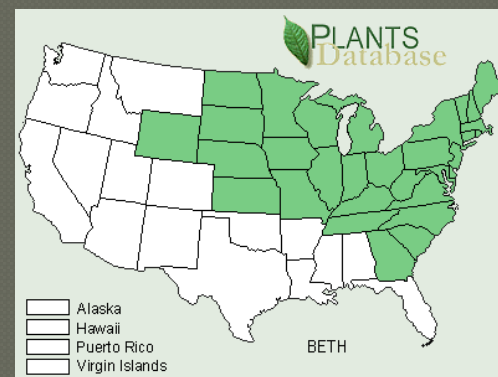 PLANTS
Database
Alaska
Hawaii
Puerto Rico
Virgin Islands
BETH